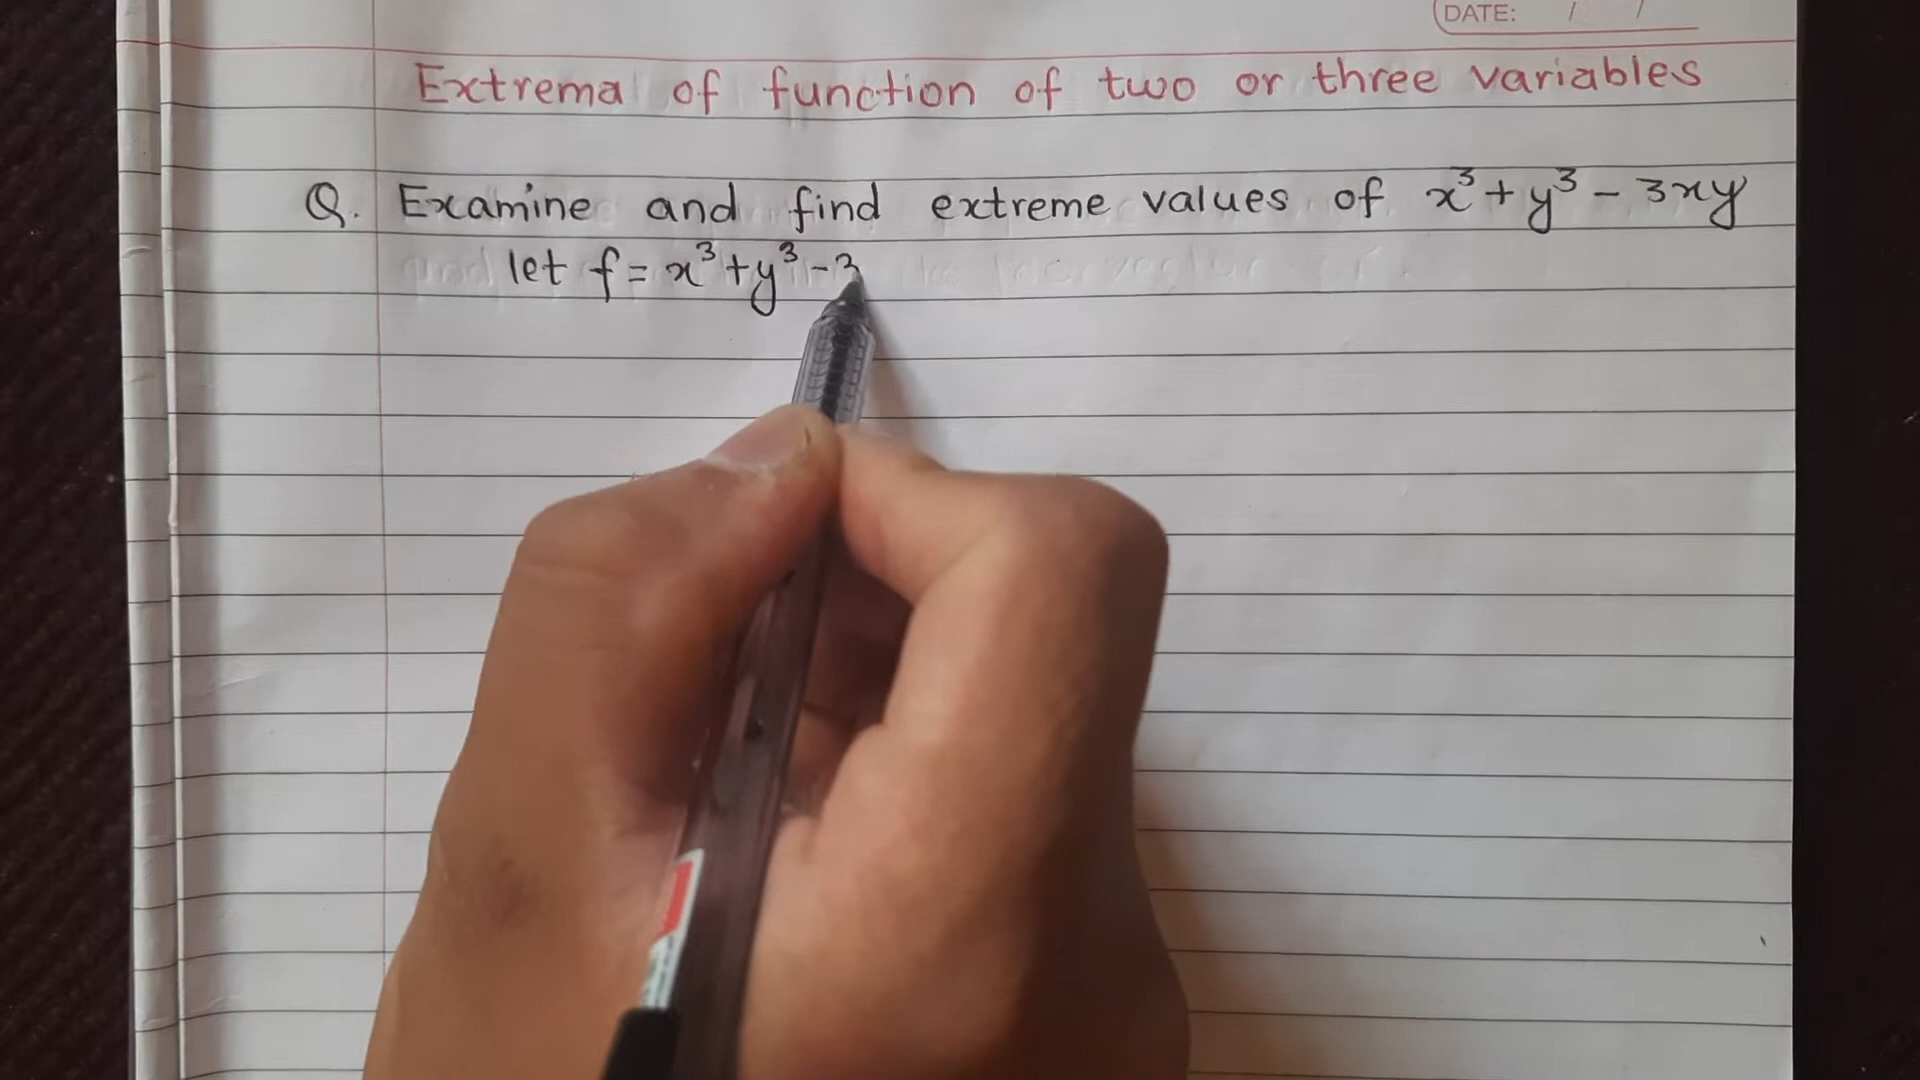 DATE: / /
Extrema of function of two or three variables
Q. Examine and find extreme values of x³ + y³ - 3xy
let f = x³ + y³ - 3